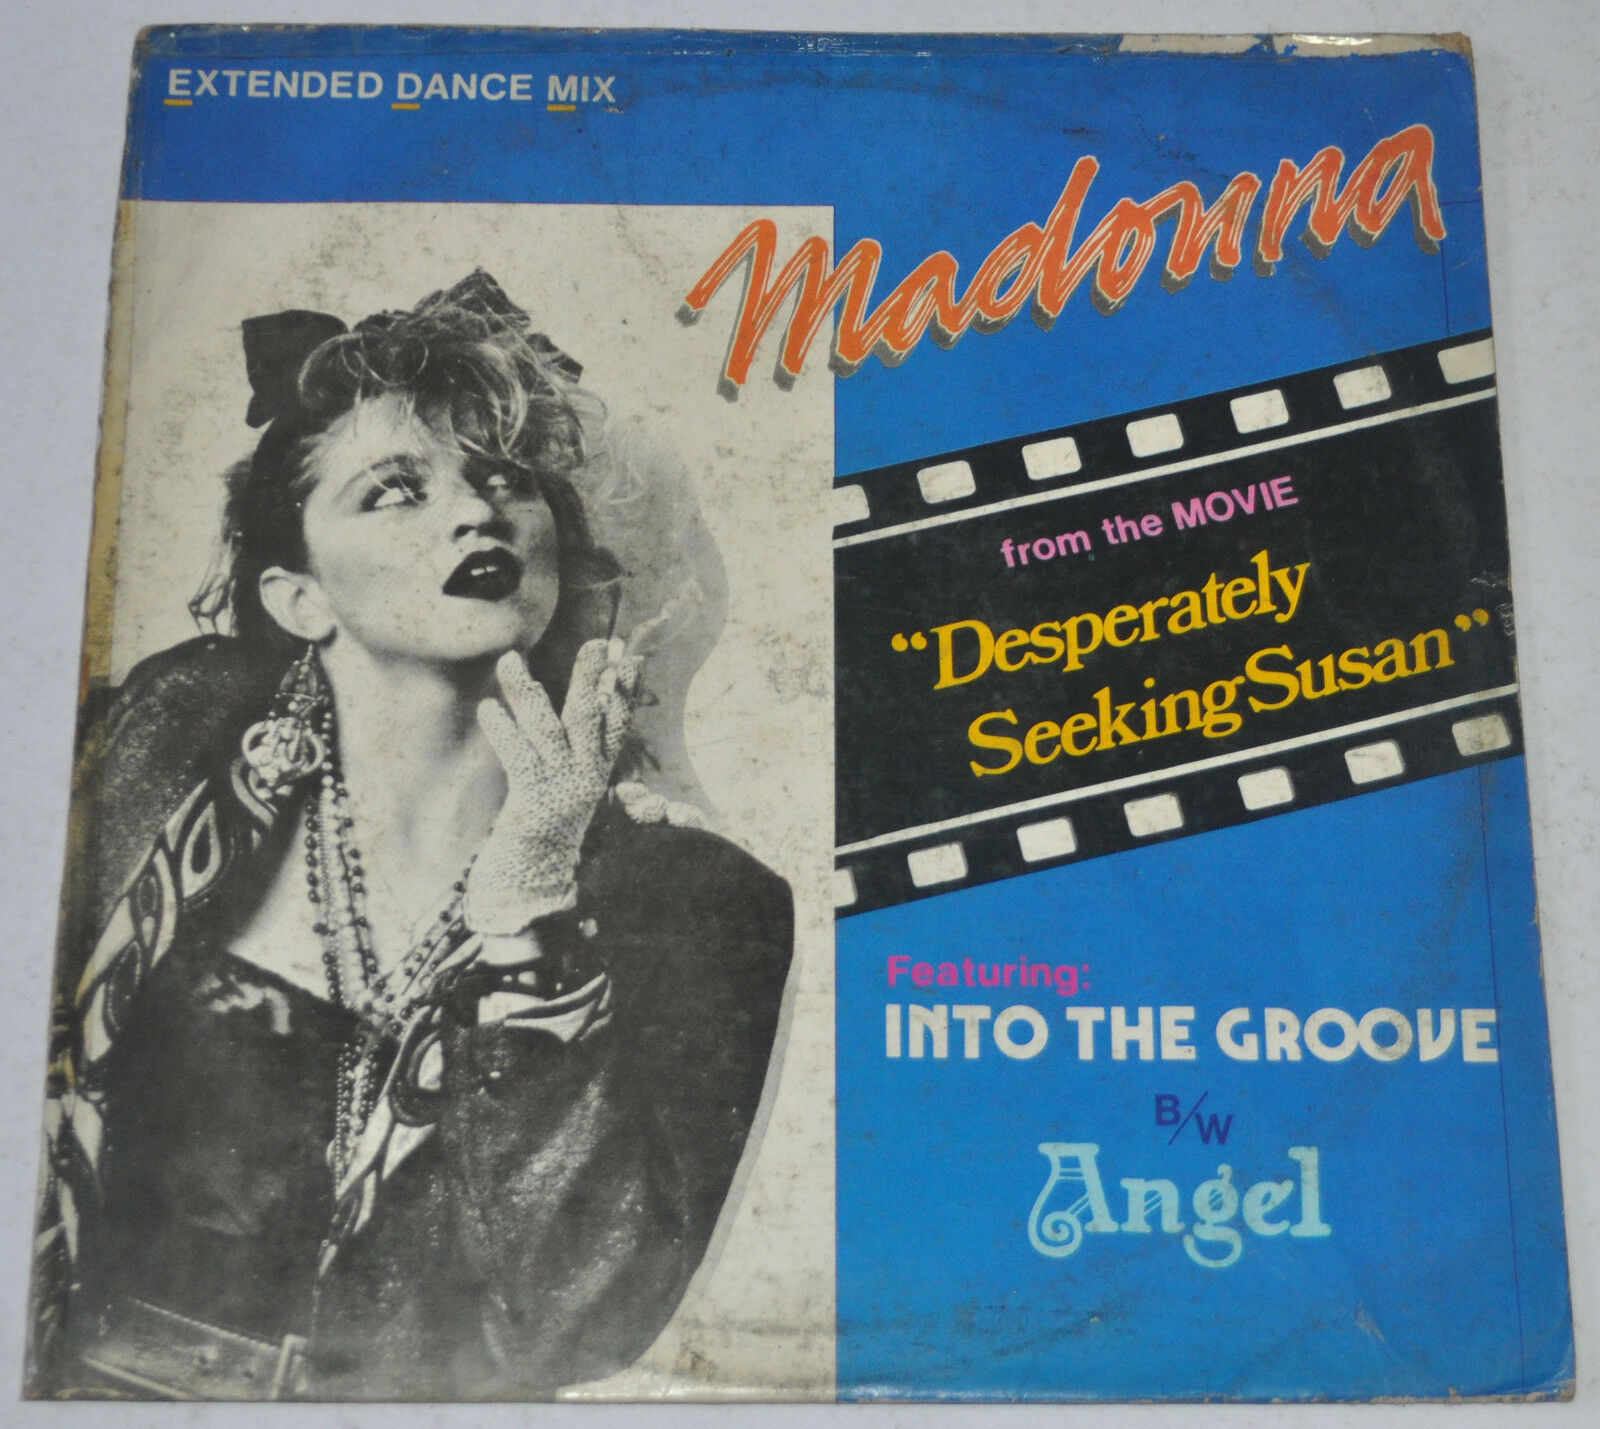 EXTENDED DANCE MIX
Madonna
from the MOVIE
“Desperately
Seeking Susan”
Featuring:
INTO THE GROOVE
B/W
Angel